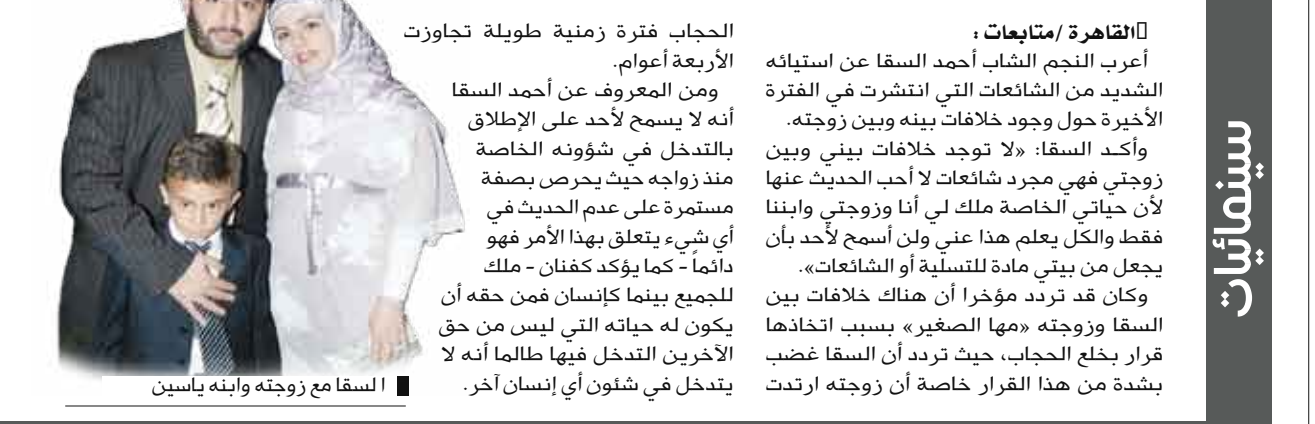 سينمائيات
القاهرة /متابعات :
أعرب النجم الشاب أحمد السقا عن استيائه
الشديد من الشائعات التي انتشرت في الفترة
الأخيرة حول وجود خلافات بينه وبين زوجته.
وأكد السقا: «لا توجد خلافات بيني وبين
زوجتي فهي مجرد شائعات لا أحب الحديث عنها
لأن حياتي الخاصة ملك لي أنا وزوجتي وابننا
فقط والكل يعلم هذا عني ولن أسمح لأحد بأن
يجعل من بيتي مادة للتسلية أو الشائعات».
وكان قد تردد مؤخرا أن هناك خلافات بين
السقا وزوجته «مها الصغير» بسبب اتخاذها
قرار بخلع الحجاب، حيث تردد أن السقا غضب
بشدة من هذا القرار خاصة أن زوجته ارتدت
الحجاب فترة زمنية طويلة تجاوزت
الأربعة أعوام.
ومن المعروف عن أحمد السقا
أنه لا يسمح لأحد على الإطلاق
بالتدخل في شؤونه الخاصة
منذ زواجه حيث يحرص بصفة
مستمرة على عدم الحديث في
أي شيء يتعلق بهذا الأمر فهو
دائماً - كما يؤكد كفنان - ملك
للجميع بينما كإنسان فمن حقه أن
يكون له حياته التي ليس من حق
الآخرين التدخل فيها طالما أنه لا
يتدخل في شئون أي إنسان آخر.
ا لسقا مع زوجته وابنه ياسين